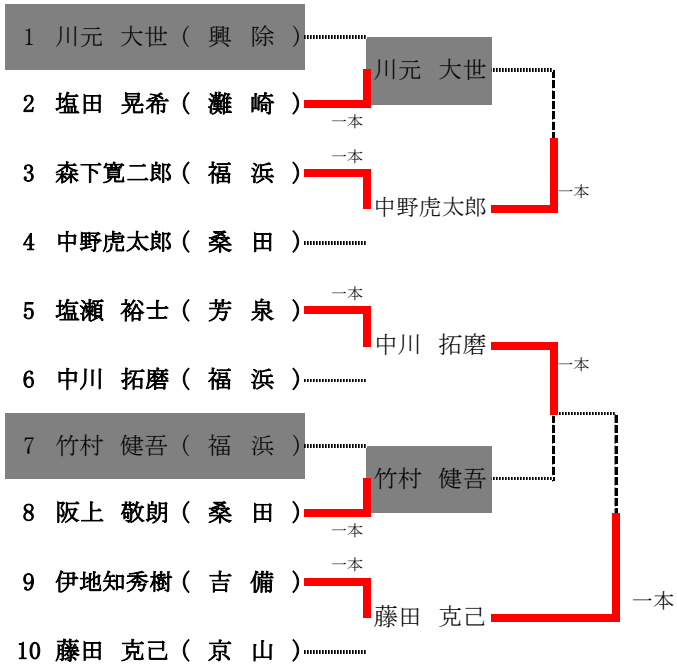 1 川元 大世 ( 興 除 )
川元 大世
2 塩田 晃希 ( 灘 崎 )
一本
一本
3 森下寛二郎 ( 福 浜 )
一本
中野虎太郎
4 中野虎太郎 ( 桑 田 )
一本
5 塩瀬 裕士 ( 芳 泉 )
中川 拓磨
一本
6 中川 拓磨 ( 福 浜 )
7 竹村 健吾 ( 福 浜 )
竹村 健吾
8 阪上 敬朗 ( 桑 田 )
一本
一本
9 伊地知秀樹 ( 吉 備 )
一本
藤田 克己
10 藤田 克己 ( 京 山 )